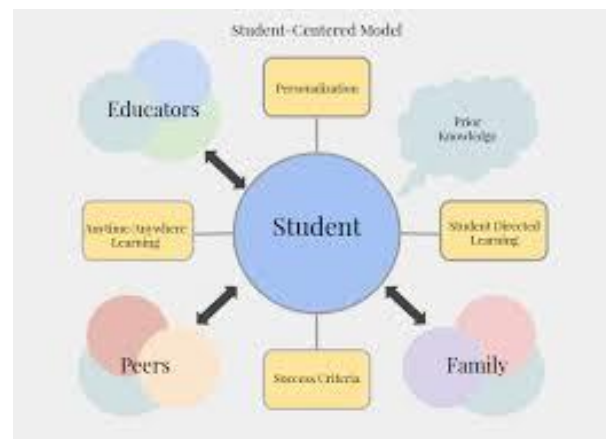 Student-Centered Model
Educators
Personalization
Prior
Knowledge
Anytime/Anywhere
Learning
Student
Student Directed
Learning
Peers
Success Criteria
Family